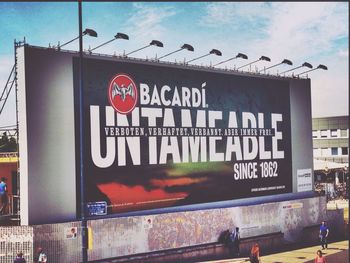 BACARDÍ.
UNTAMEABLE
VERBOTEN, VERHAFTET, VERBANNT, ABER IMMER FREI.
SINCE 1862